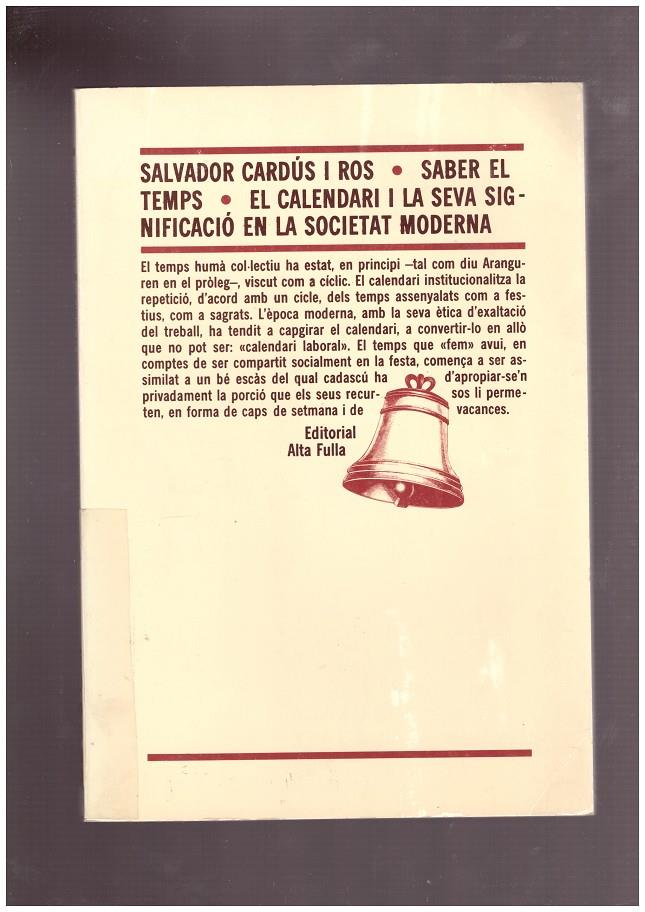 SALVADOR CARDÚS I ROS • SABER EL
TEMPS • EL CALENDARI I LA SEVA SIG-
NIFICACIÓ EN LA SOCIETAT MODERNA
El temps humà col·lectiu ha estat, en principi –tal com diu Arangu-
ren en el pròleg–, viscut com a cíclic. El calendari institucionalitza la
repetició, d'acord amb un cicle, dels temps assenyalats com a fes-
tius, com a sagrats. L'època moderna, amb la seva ètica d'exaltació
del treball, ha tendit a capgirar el calendari, a convertir-lo en allò
que no pot ser: «calendari laboral». El temps que «fem» avui, en
comptes de ser compartit socialment en la festa, comença a ser as-
similat a un bé escàs del qual cadascú ha d'apropiar-se'n
privadament la porció que els seus recur- sos li perme-
ten, en forma de caps de setmana i de vacances.
Editorial
Alta Fulla